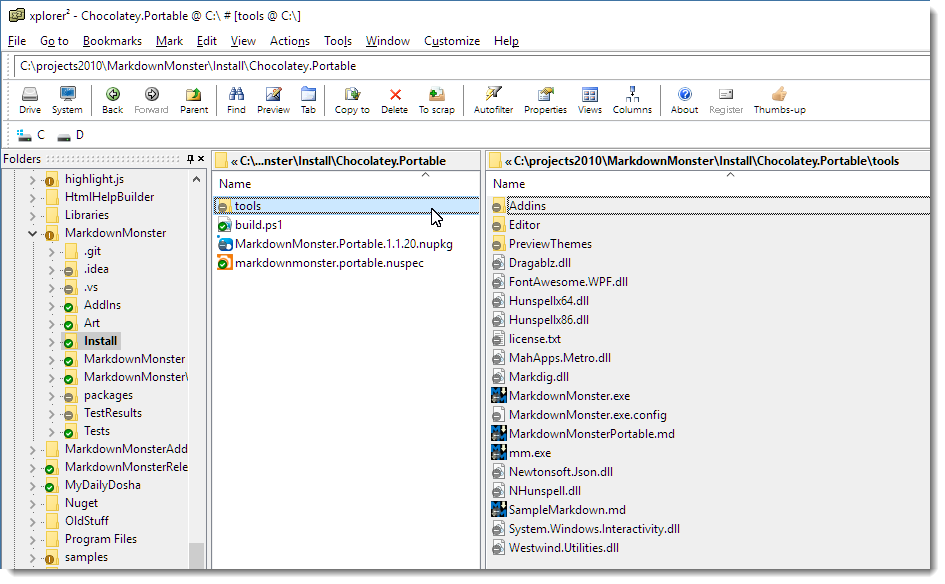 xplorer² - Chocolatey.Portable @ C:\ # [tools @ C:\]
File Go to Bookmarks Mark Edit View Actions Tools Window Customize Help
C:\projects2010\MarkdownMonster\Install\Chocolatey.Portable
Drive System Back Forward Parent Find Preview Tab Copy to Delete To scrap Autofilter Properties Views Columns About Register Thumbs-up
C D
Folders
highlight.js
HtmlHelpBuilder
Libraries
MarkdownMonster
.git
.idea
.vs
AddIns
Art
Install
MarkdownMonster
MarkdownMonster\
packages
TestResults
Tests
MarkdownMonsterAdd
MarkdownMonsterRele
MyDailyDosha
Nuget
OldStuff
Program Files
samples
« C:\...nster\Install\Chocolatey.Portable
Name
tools
build.ps1
MarkdownMonster.Portable.1.1.20.nupkg
markdownmonster.portable.nuspec
« C:\projects2010\MarkdownMonster\Install\Chocolatey.Portable\tools
Name
Addins
Editor
PreviewThemes
Dragablz.dll
FontAwesome.WPF.dll
Hunspellx64.dll
Hunspellx86.dll
license.txt
MahApps.Metro.dll
Markdig.dll
MarkdownMonster.exe
MarkdownMonster.exe.config
MarkdownMonsterPortable.md
mm.exe
Newtonsoft.Json.dll
NHunspell.dll
SampleMarkdown.md
System.Windows.Interactivity.dll
Westwind.Utilities.dll